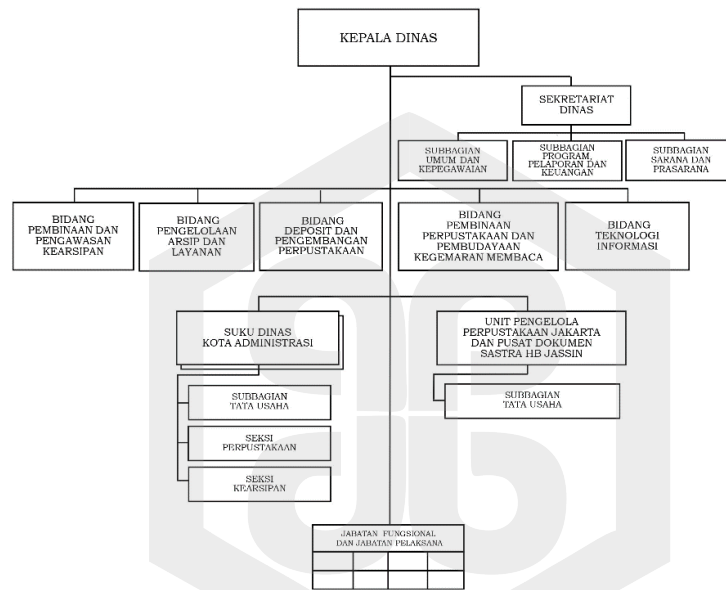 KEPALA DINAS
SEKRETARIAT
DINAS
SUBBAGIAN
UMUM DAN
KEPEGAWAIAN
SUBBAGIAN
PROGRAM,
PELAPORAN DAN
KEUANGAN
SUBBAGIAN
SARANA DAN
PRASARANA
BIDANG
PEMBINAAN DAN
PENGAWASAN
KEARSIPAN
BIDANG
PENGELOLAAN
ARSIP DAN
LAYANAN
BIDANG
DEPOSIT DAN
PENGEMBANGAN
PERPUSTAKAAN
BIDANG
PEMBINAAN
PERPUSTAKAAN DAN
PEMBUDAYAAN
KEGEMARAN MEMBACA
BIDANG
TEKNOLOGI
INFORMASI
SUKU DINAS
KOTA ADMINISTRASI
UNIT PENGELOLA
PERPUSTAKAAN JAKARTA
DAN PUSAT DOKUMEN
SASTRA HB JASSIN
SUBBAGIAN
TATA USAHA
SEKSI
PERPUSTAKAAN
SEKSI
KEARSIPAN
SUBBAGIAN
TATA USAHA
JABATAN FUNGSIONAL
DAN JABATAN PELAKSANA